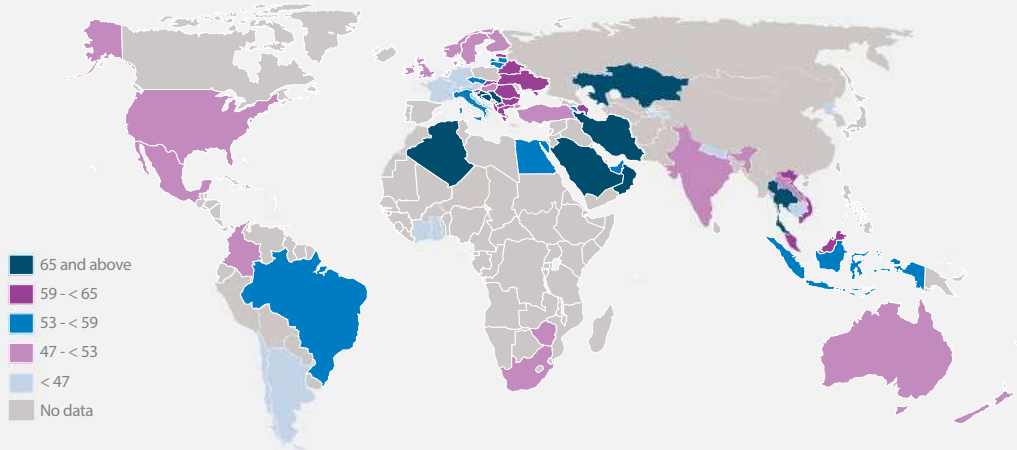 65 and above
59 - < 65
53 - < 59
47 - < 53
< 47
No data